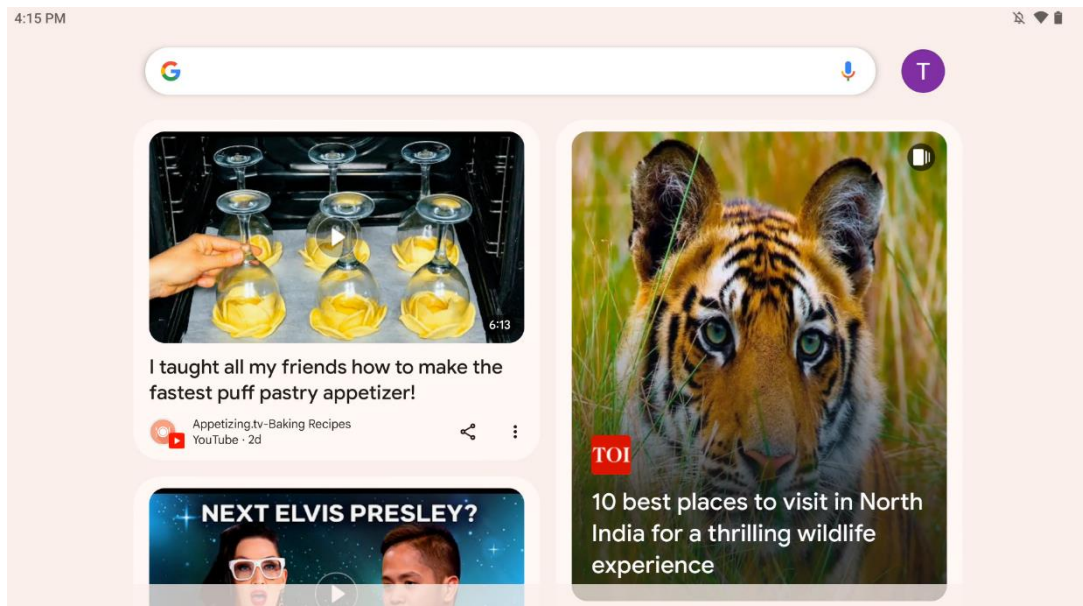 4:15 PM
T
6:13
I taught all my friends how to make the
fastest puff pastry appetizer!
Appetizing.tv-Baking Recipes
YouTube · 2d
NEXT ELVIS PRESLEY?
TOI
10 best places to visit in North
India for a thrilling wildlife
experience